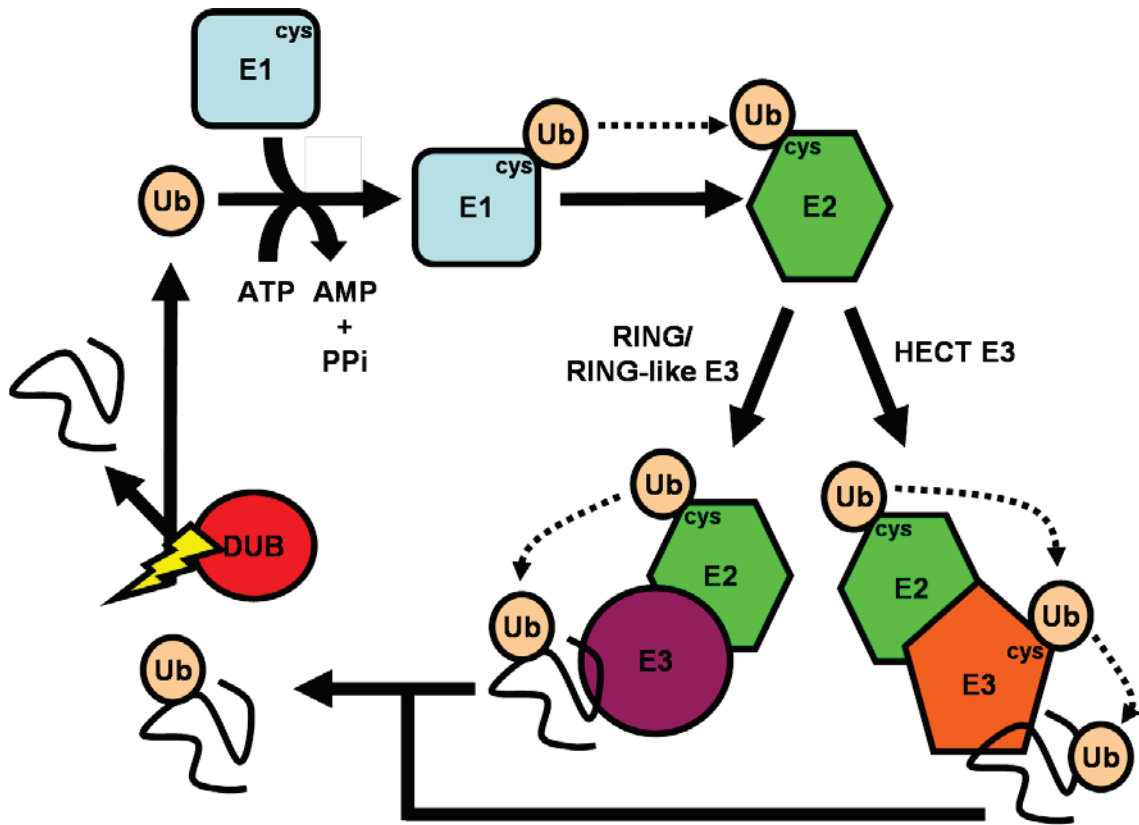 cys
E1
Ub
cys
E1
Ub
Ub
cys
E2
ATP
AMP
+
PPi
RING/
RING-like E3
HECT E3
Ub
cys
E2
Ub
E3
Ub
cys
E2
Ub
cys
E3
Ub
DUB
Ub